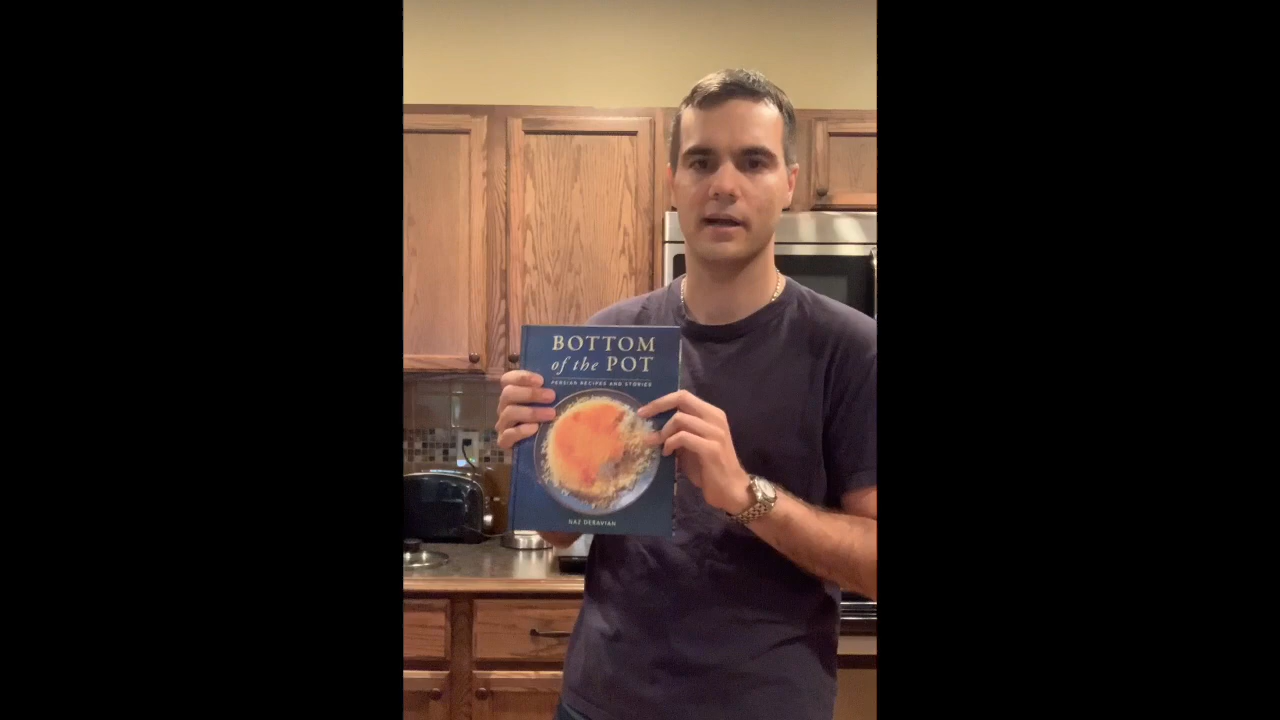 BOTTOM
of the POT
PERSIAN RECIPES AND STORIES
NAZ DERAVIAN